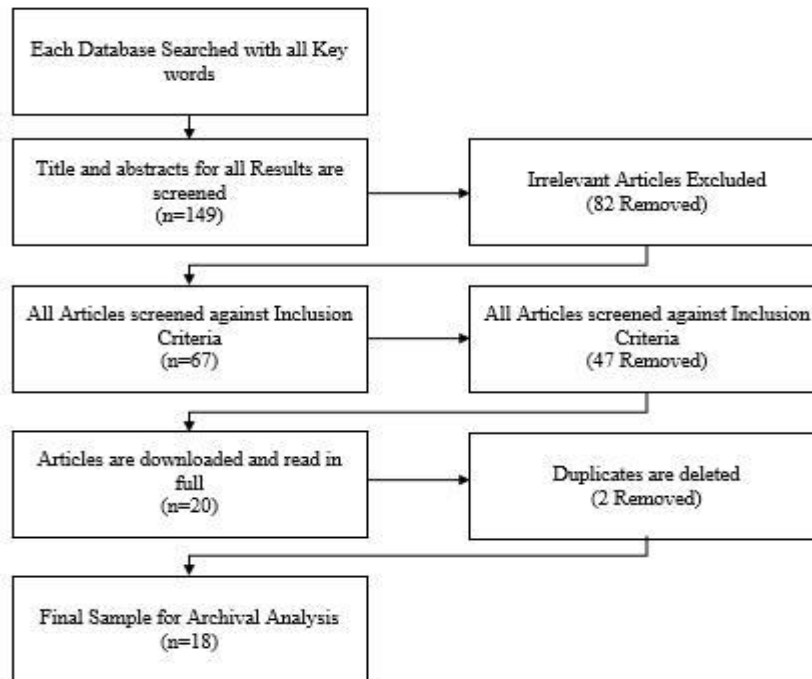 Each Database Searched with all Key
words
Title and abstracts for all Results are
screened
(n=149)
Irrelevant Articles Excluded
(82 Removed)
All Articles screened against Inclusion
Criteria
(n=67)
All Articles screened against Inclusion
Criteria
(47 Removed)
Articles are downloaded and read in
full
(n=20)
Duplicates are deleted
(2 Removed)
Final Sample for Archival Analysis
(n=18)